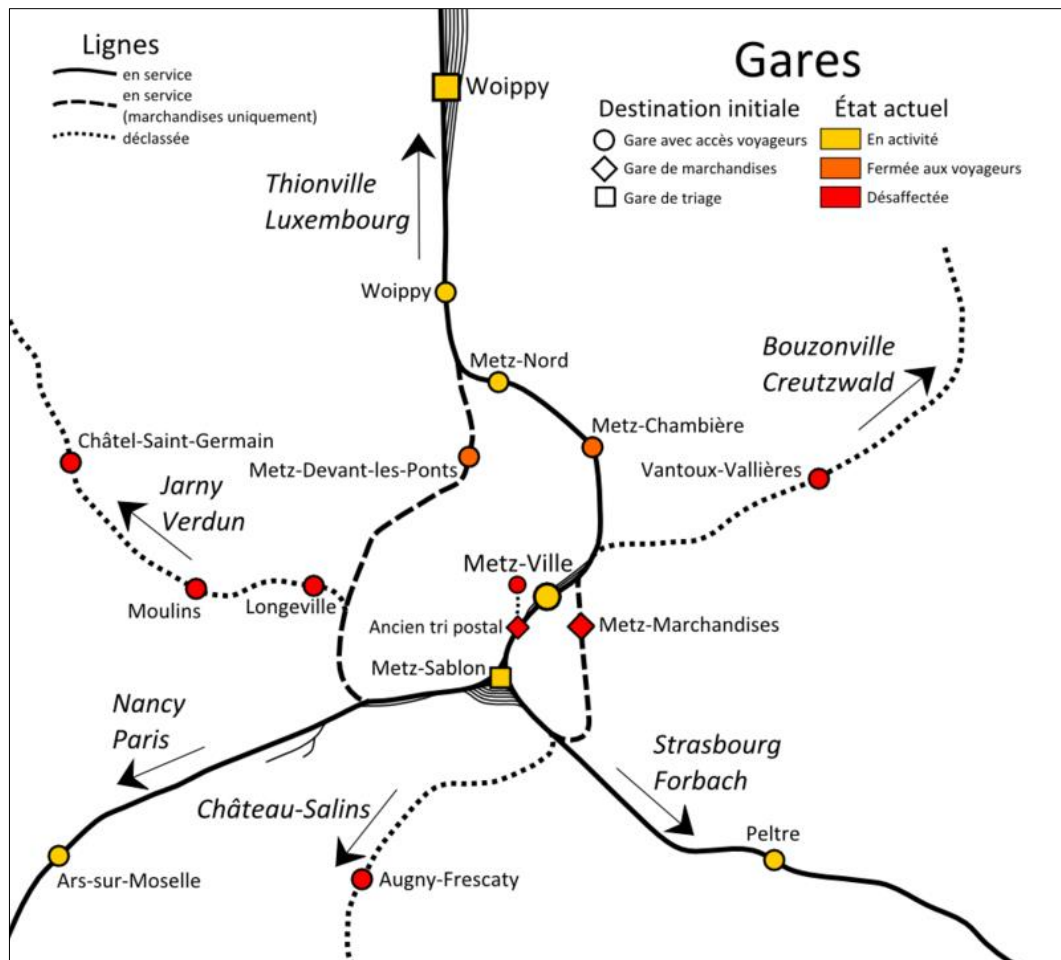 Lignes
en service
en service
(marchandises uniquement)
déclassée
Gares
Destination initiale
Gare avec accès voyageurs
Gare de marchandises
Gare de triage
État actuel
En activité
Fermée aux voyageurs
Désaffectée
Woippy
Thionville
Luxembourg
Woippy
Metz-Nord
Bouzonville
Creutzwald
Metz-Chambière
Châtel-Saint-Germain
Metz-Devant-les-Ponts
Vantoux-Vallières
Jarny
Verdun
Metz-Ville
Moulins
Longeville
Ancien tri postal
Metz-Marchandises
Metz-Sablon
Nancy
Paris
Strasbourg
Forbach
Château-Salins
Peltre
Ars-sur-Moselle
Augny-Frescaty